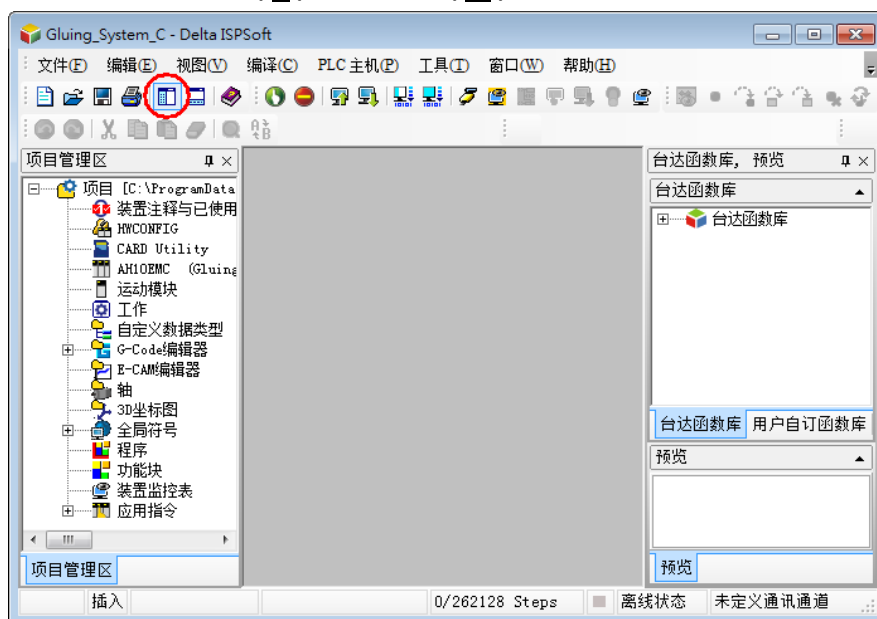 Gluing_System_C - Delta ISPSoft
文件(F) 编辑(E) 视图(V) 编译(C) PLC 主机(P) 工具(I) 窗口(W) 帮助(H)
项目管理区
项目 [C:\ProgramData
装置注释与已使用
HWCONFIG
CARD Utility
AH10EMC (Gluing
运动模块
工作
自定义数据类型
G-Code编辑器
E-CAM编辑器
轴
3D坐标图
全局符号
程序
功能块
装置监控表
应用指令
项目管理区
台达函数库, 预览
台达函数库
台达函数库
台达函数库 用户自订函数库
预览
预览
插入 0/262128 Steps 离线状态 未定义通讯通道